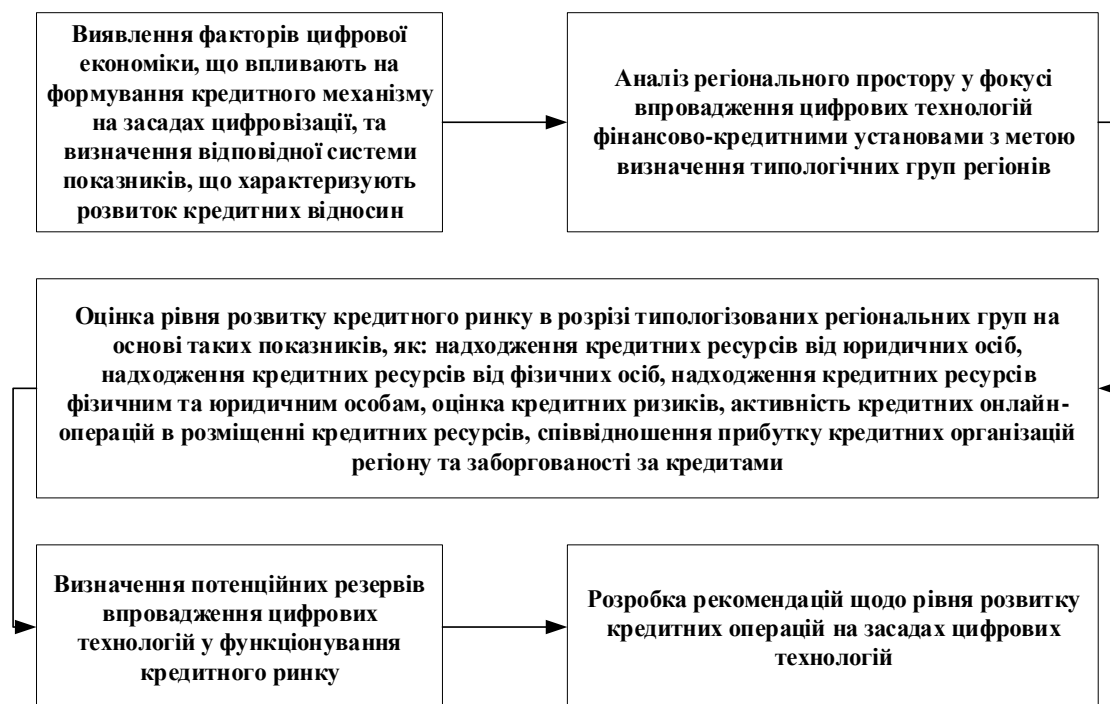 Виявлення факторів цифрової
економіки, що впливають на
формування кредитного механізму
на засадах цифровізації, та
визначення відповідної системи
показників, що характеризують
розвиток кредитних відносин
Аналіз регіонального простору у фокусі
впровадження цифрових технологій
фінансово-кредитними установами з метою
визначення типологічних груп регіонів
Оцінка рівня розвитку кредитного ринку в розрізі типологізованих регіональних груп на
основі таких показників, як: надходження кредитних ресурсів від юридичних осіб,
надходження кредитних ресурсів від фізичних осіб, надходження кредитних ресурсів
фізичним та юридичним особам, оцінка кредитних ризиків, активність кредитних онлайн-
операцій в розміщенні кредитних ресурсів, співвідношення прибутку кредитних організацій
регіону та заборгованості за кредитами
Визначення потенційних резервів
впровадження цифрових
технологій у функціонування
кредитного ринку
Розробка рекомендацій щодо рівня розвитку
кредитних операцій на засадах цифрових
технологій